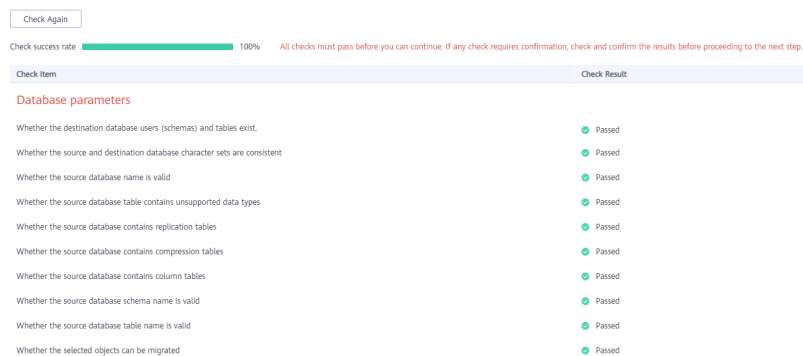 Check Again
Check success rate 100% All checks must pass before you can continue. If any check requires confirmation, check and confirm the results before proceeding to the next step.
Check Item Check Result
Database parameters
Whether the destination database users (schemas) and tables exist. Passed
Whether the source and destination database character sets are consistent Passed
Whether the source database name is valid Passed
Whether the source database table contains unsupported data types Passed
Whether the source database contains replication tables Passed
Whether the source database contains compression tables Passed
Whether the source database contains column tables Passed
Whether the source database schema name is valid Passed
Whether the source database table name is valid Passed
Whether the selected objects can be migrated Passed